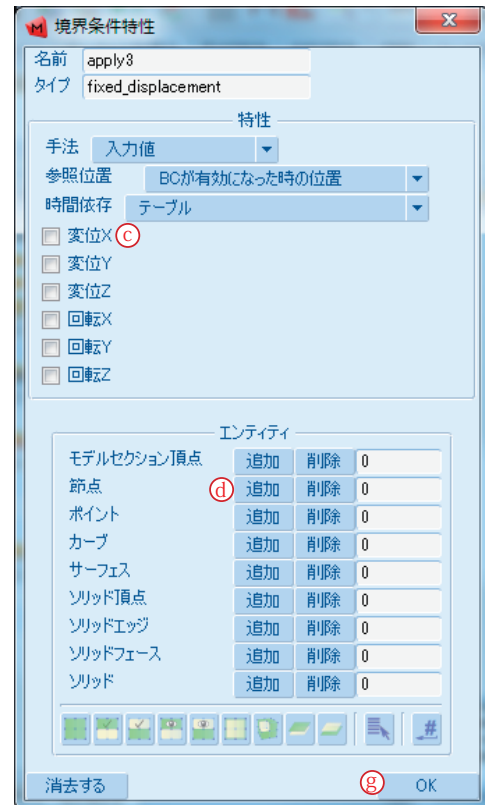 境界条件特性
名前 apply3
タイプ fixed_displacement
特性
手法 入力値
参照位置 BCが有効になった時の位置
時間依存 テーブル
変位X c
変位Y
変位Z
回転X
回転Y
回転Z
エンティティ
モデルセクション頂点 追加 削除 0
節点 d 追加 削除 0
ポイント 追加 削除 0
カーブ 追加 削除 0
サーフェス 追加 削除 0
ソリッド頂点 追加 削除 0
ソリッドエッジ 追加 削除 0
ソリッドフェース 追加 削除 0
ソリッド 追加 削除 0
消去する g OK